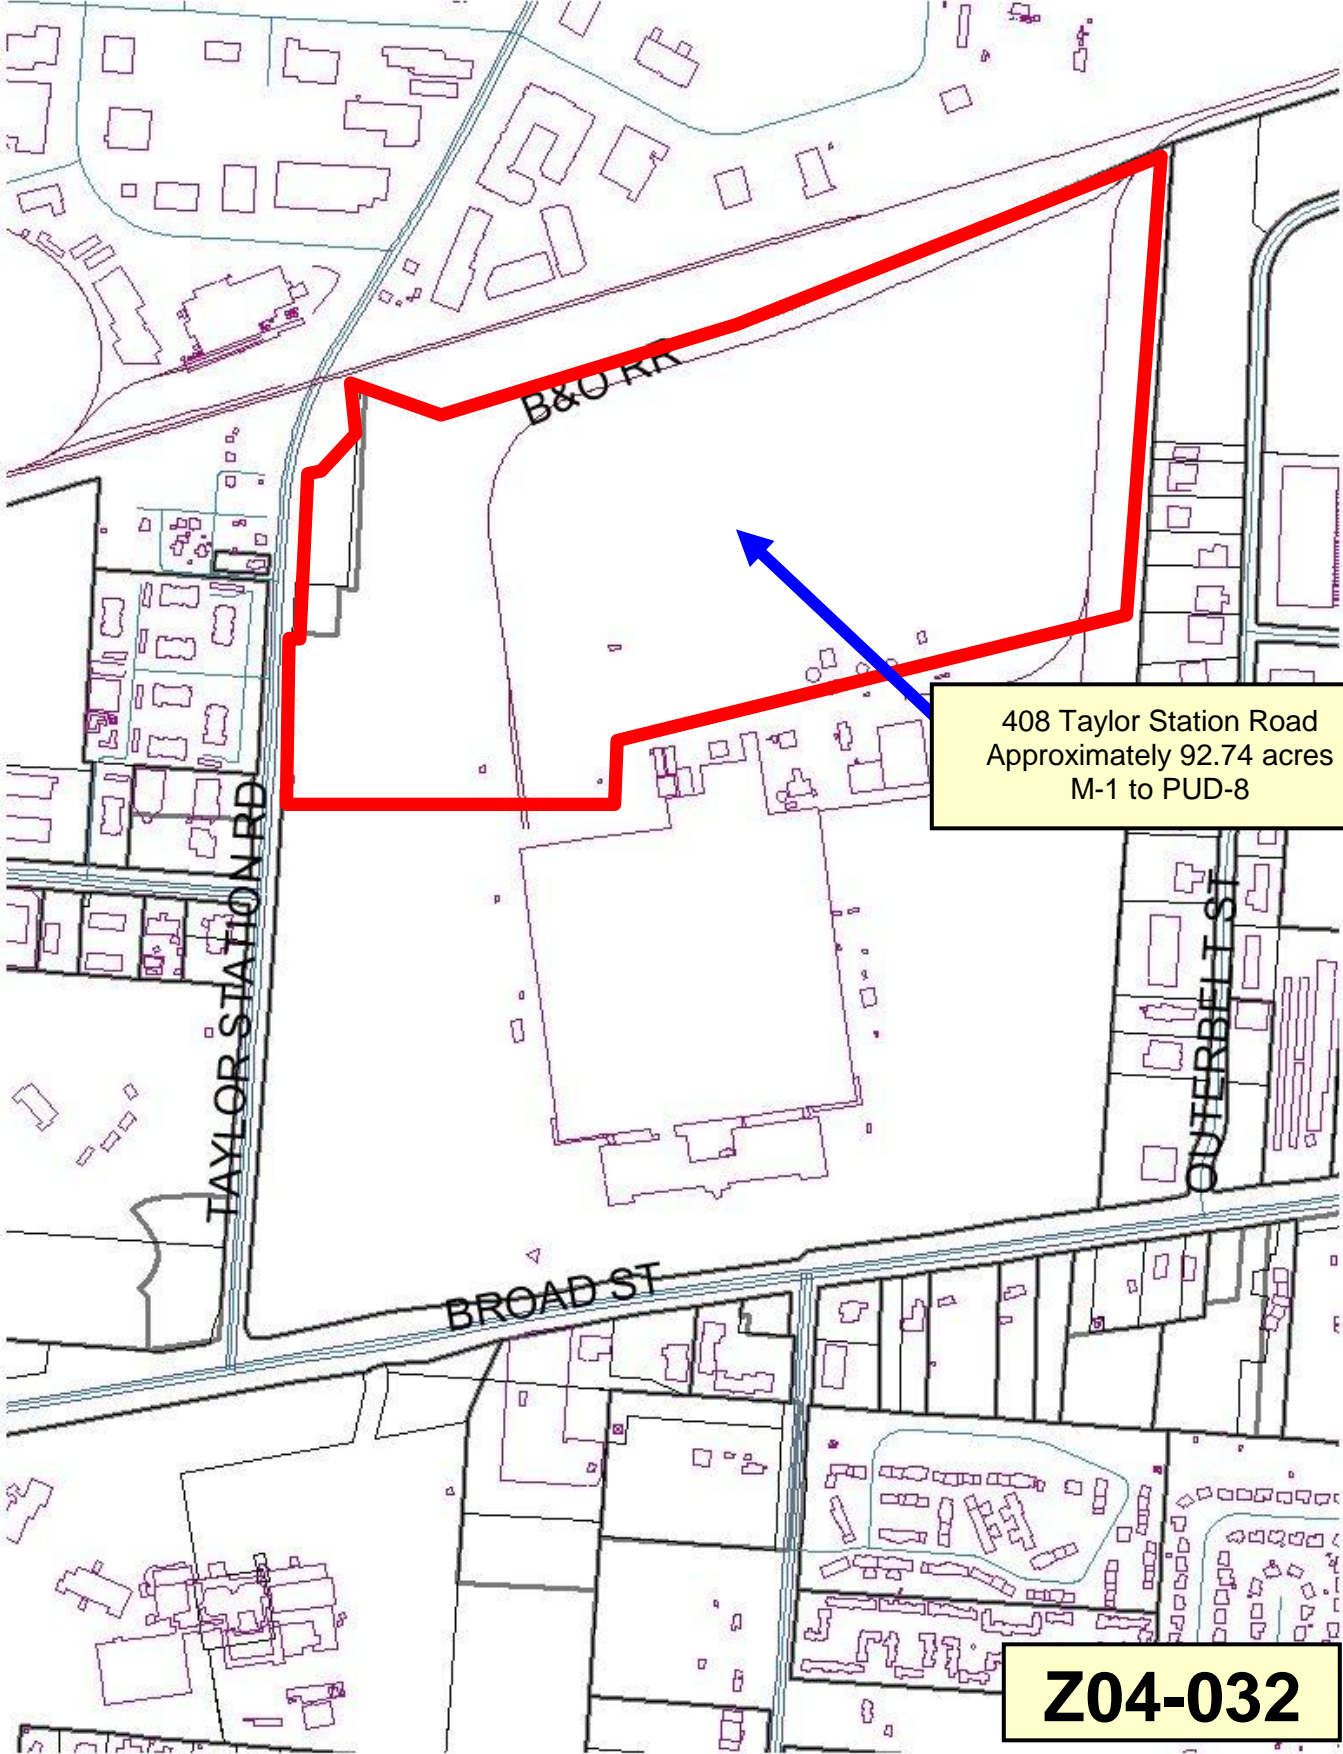 B&O RR
408 Taylor Station Road
Approximately 92.74 acres
M-1 to PUD-8
TAYLOR STATION RD
OUTERBELT ST
BROAD ST
Z04-032